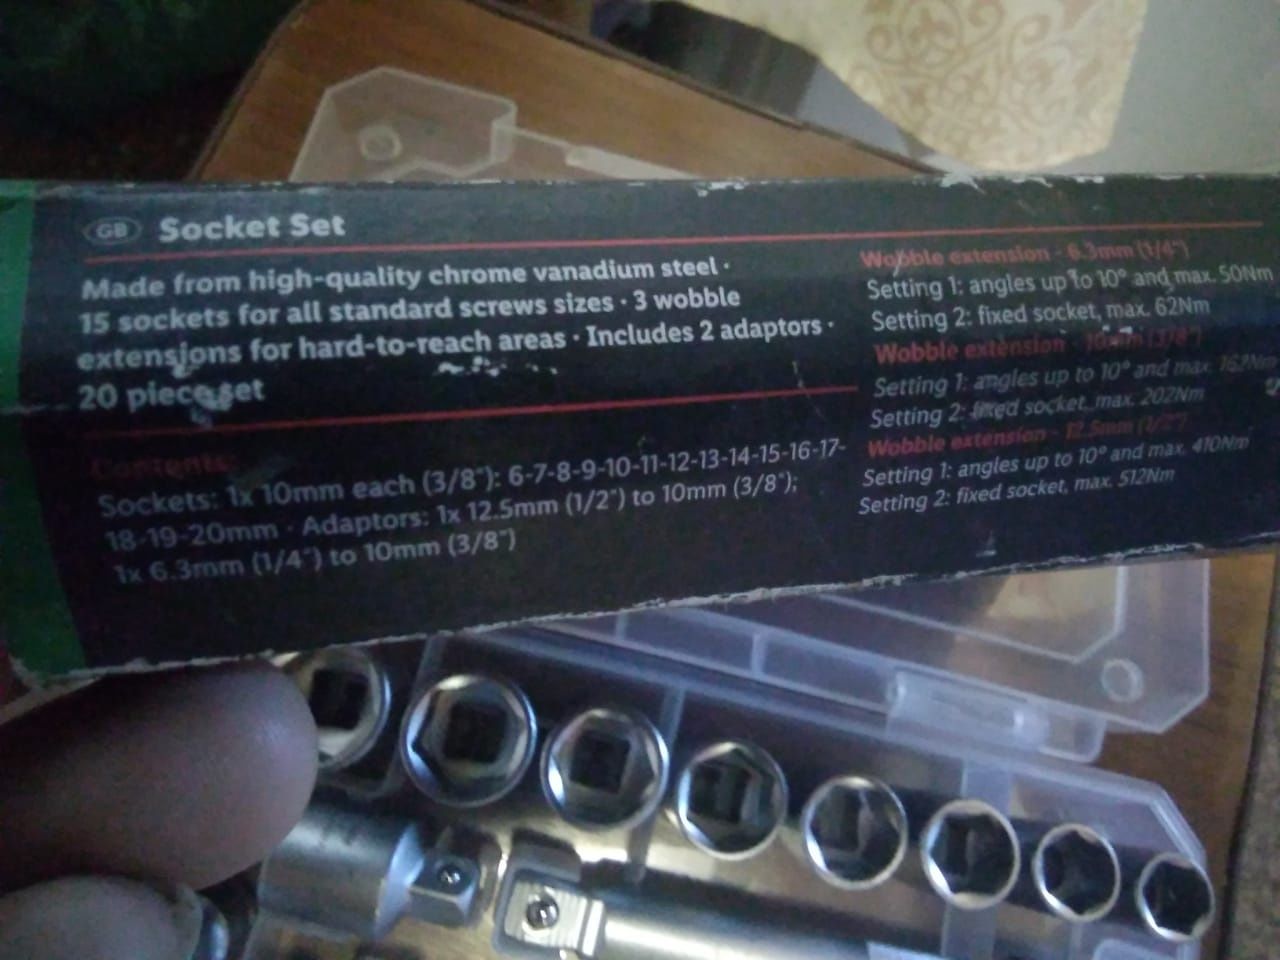 GB Socket Set
Made from high-quality chrome vanadium steel ·
15 sockets for all standard screws sizes · 3 wobble
extensions for hard-to-reach areas · Includes 2 adaptors ·
20 piece set
Contents:
Sockets: 1x 10mm each (3/8"): 6-7-8-9-10-11-12-13-14-15-16-17-
18-19-20mm · Adaptors: 1x 12.5mm (1/2") to 10mm (3/8");
1x 6.3mm (1/4") to 10mm (3/8")
Wobble extension - 6.3mm (1/4")
Setting 1: angles up to 10° and max. 50Nm
Setting 2: fixed socket, max. 62Nm
Wobble extension - 10mm (3/8")
Setting 1: angles up to 10° and max. 162Nm
Setting 2: fixed socket, max. 202Nm
Wobble extension - 12.5mm (1/2")
Setting 1: angles up to 10° and max. 410Nm
Setting 2: fixed socket, max. 512Nm